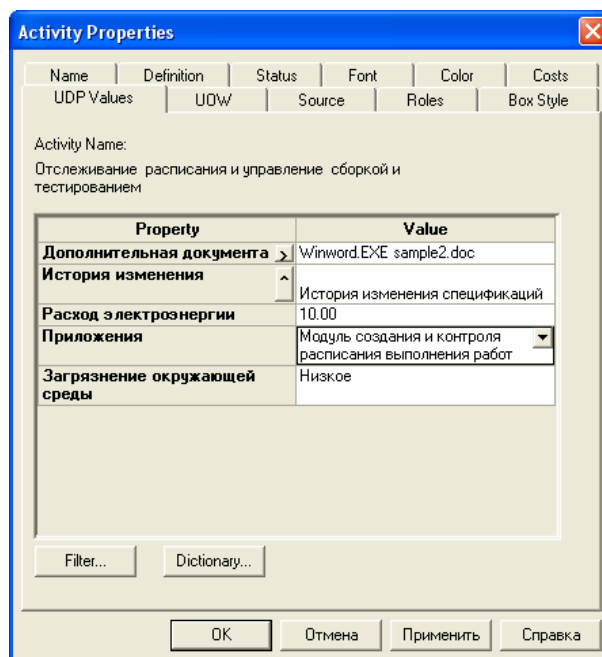 Activity Properties
Name Definition Status Font Color Costs
UDP Values UOW Source Roles Box Style
Activity Name:
Отслеживание расписания и управление сборкой и
тестированием
Property Value
Дополнительная документа > Winword.EXE sample2.doc
История изменения
История изменения спецификаций
Расход электроэнергии 10.00
Приложения Модуль создания и контроля
расписания выполнения работ
Загрязнение окружающей Низкое
среды
Filter... Dictionary...
OK Отмена Применить Справка